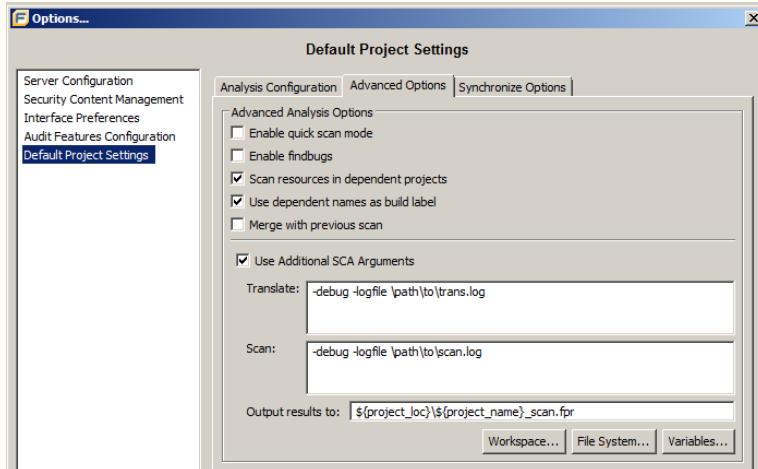 Options...
Default Project Settings
Server Configuration
Security Content Management
Interface Preferences
Audit Features Configuration
Default Project Settings
Analysis Configuration Advanced Options Synchronize Options
Advanced Analysis Options
Enable quick scan mode
Enable findbugs
Scan resources in dependent projects
Use dependent names as build label
Merge with previous scan
Use Additional SCA Arguments
Translate: -debug -logfile \path\to\trans.log
Scan: -debug -logfile \path\to\scan.log
Output results to: ${project_loc}\${project_name}_scan.fpr
Workspace... File System... Variables...